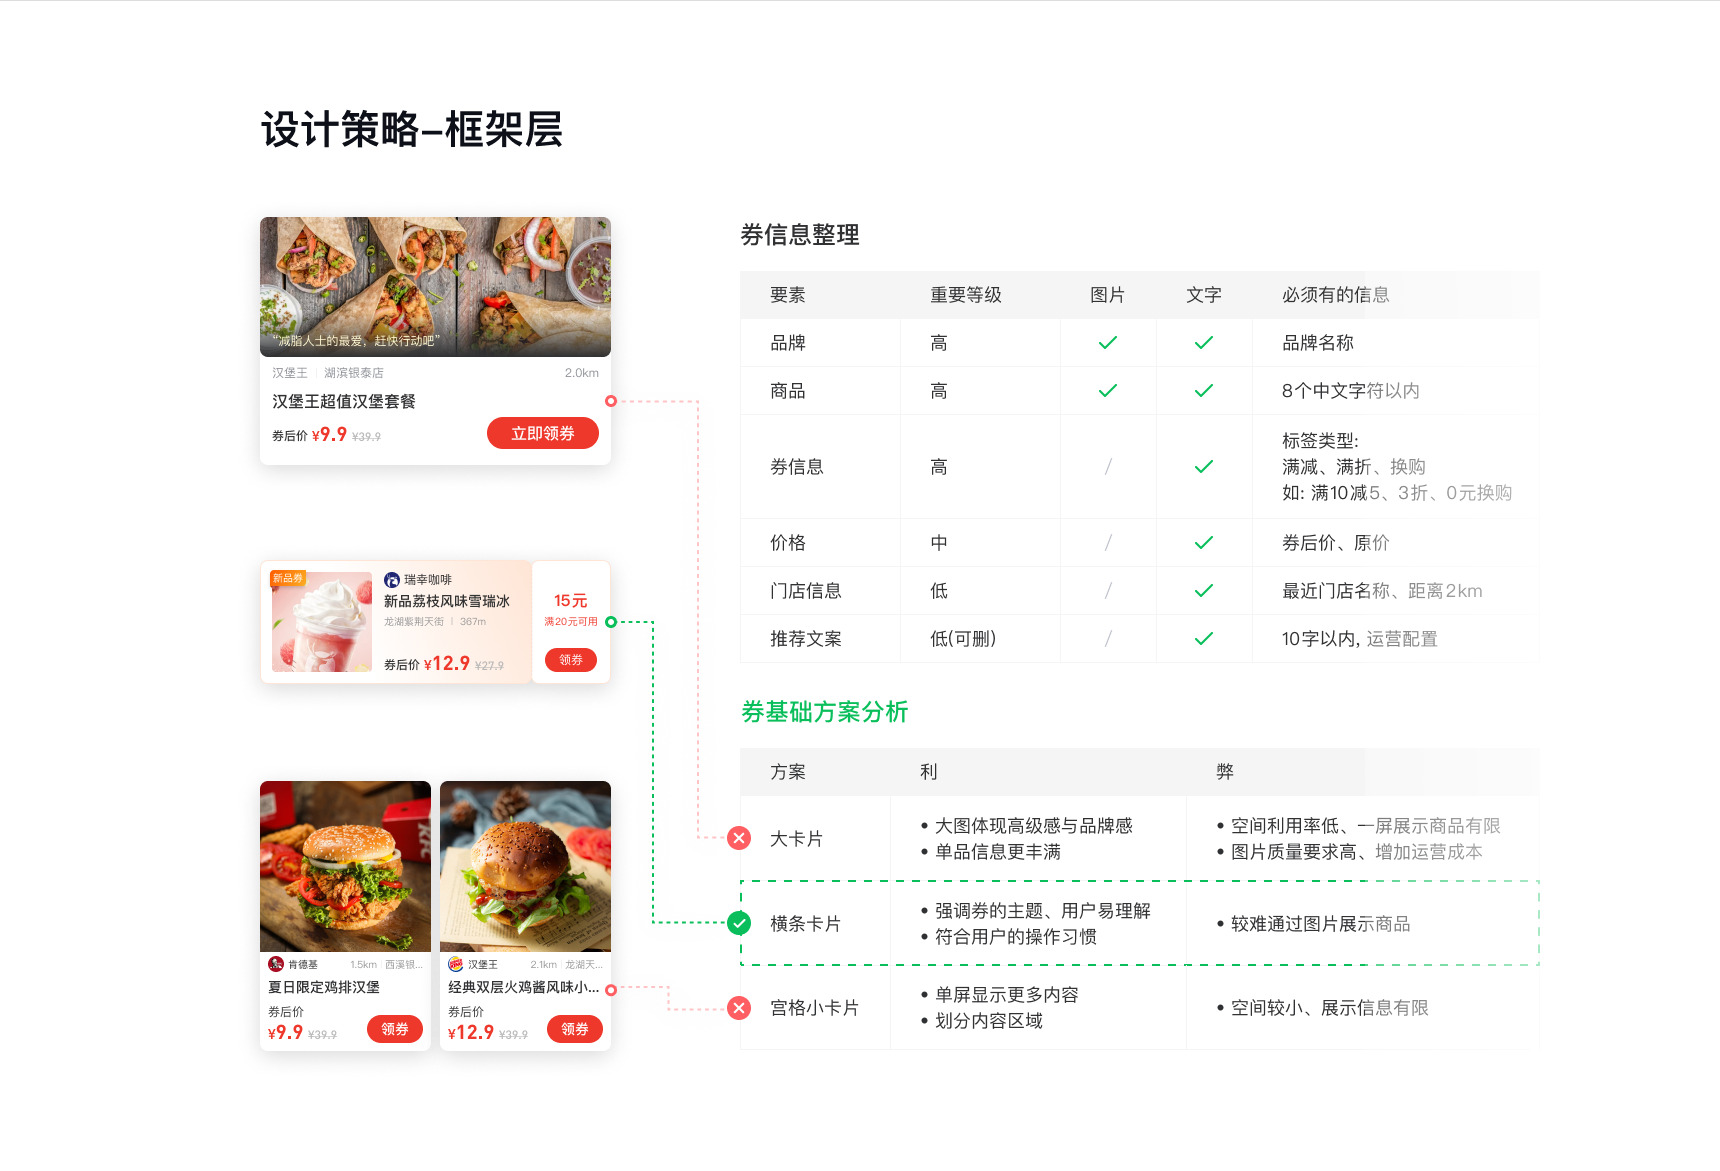 设计策略-框架层
“减脂人士的最爱，赶快行动吧”
汉堡王 湖滨银泰店 2.0km
汉堡王超值汉堡套餐
券后价 ¥9.9 ¥39.9
立即领券
新品券
瑞幸咖啡
新品荔枝风味雪瑞冰
龙湖紫荆天街 367m
券后价 ¥12.9 ¥27.9
15元
满20元可用
领券
KFC
肯德基 1.5km 西溪银...
夏日限定鸡排汉堡
券后价
¥9.9 ¥39.9
领券
汉堡王 2.1km 龙湖天...
经典双层火鸡酱风味小...
券后价
¥12.9 ¥39.9
领券
券信息整理
要素 重要等级 图片 文字 必须有的信息
品牌 高 ✓ ✓ 品牌名称
商品 高 ✓ ✓ 8个中文字符以内
券信息 高 / ✓ 标签类型:
满减、满折、换购
如: 满10减5、3折、0元换购
价格 中 / ✓ 券后价、原价
门店信息 低 / ✓ 最近门店名称、距离2km
推荐文案 低(可删) / ✓ 10字以内, 运营配置
券基础方案分析
方案 利 弊
大卡片
• 大图体现高级感与品牌感
• 单品信息更丰满
• 空间利用率低、一屏展示商品有限
• 图片质量要求高、增加运营成本
横条卡片
• 强调券的主题、用户易理解
• 符合用户的操作习惯
• 较难通过图片展示商品
宫格小卡片
• 单屏显示更多内容
• 划分内容区域
• 空间较小、展示信息有限